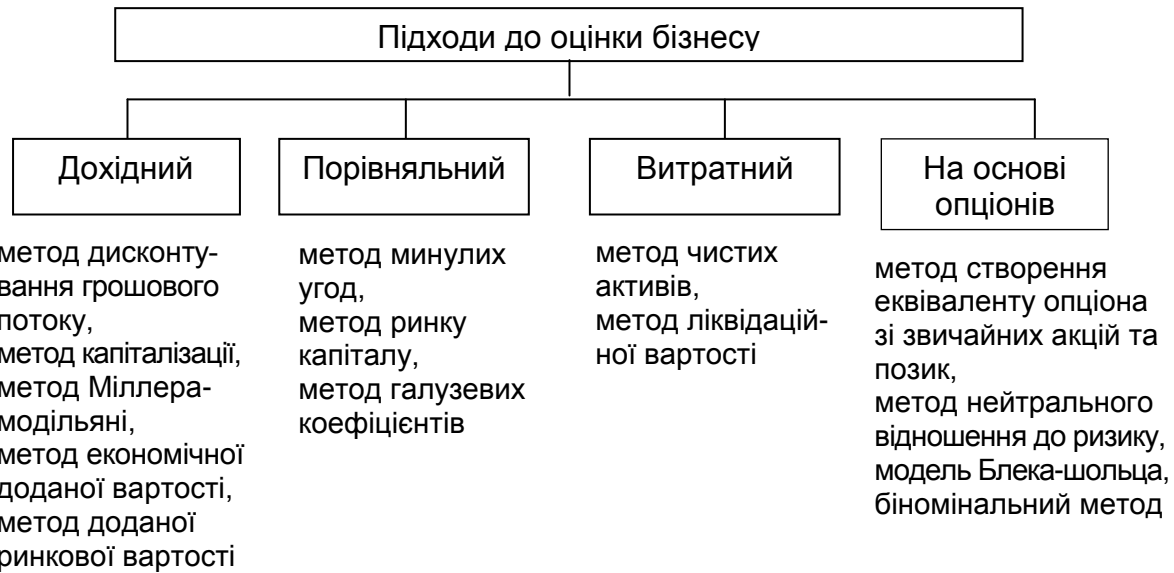 Підходи до оцінки бізнесу
Дохідний
метод дисконту-
вання грошового
потоку,
метод капіталізації,
метод Міллера-
модільяні,
метод економічної
доданої вартості,
метод доданої
ринкової вартості
Порівняльний
метод минулих
угод,
метод ринку
капіталу,
метод галузевих
коефіцієнтів
Витратний
метод чистих
активів,
метод ліквідацій-
ної вартості
На основі
опціонів
метод створення
еквіваленту опціона
зі звичайних акцій та
позик,
метод нейтрального
відношення до ризику,
модель Блека-шольца,
біномінальний метод